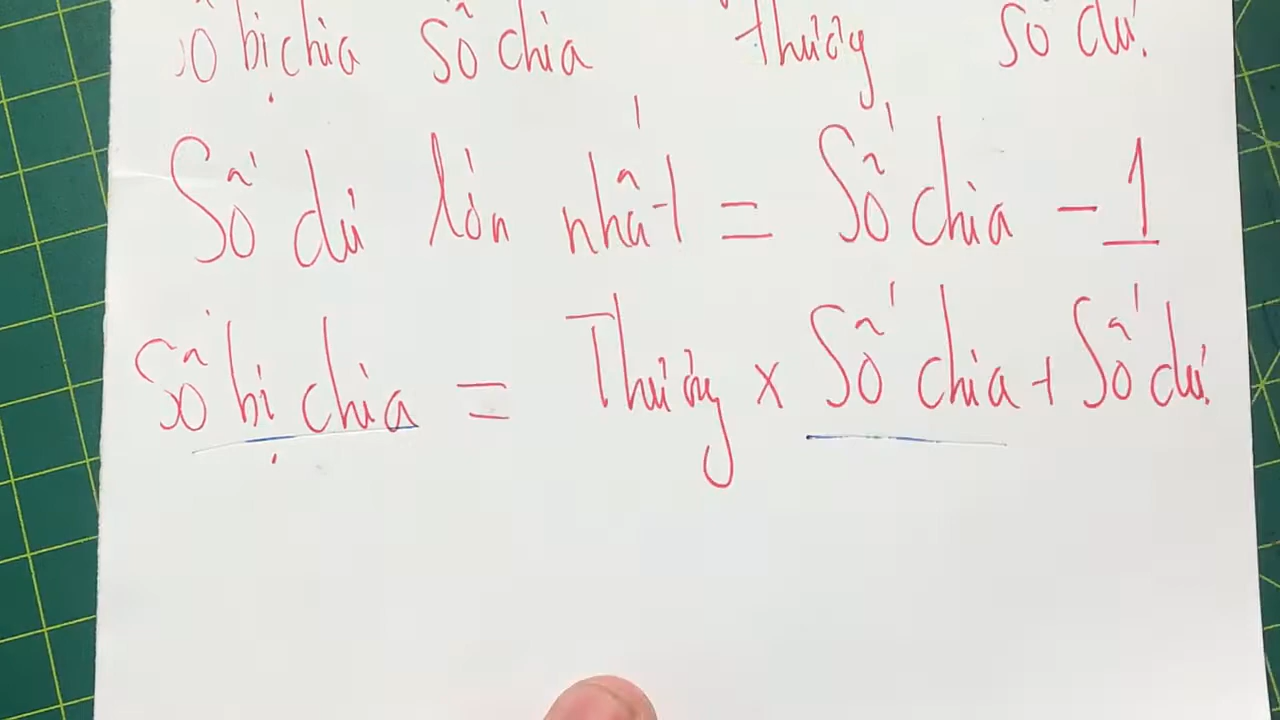 Số bị chia Số chia Thương Số dư
Số dư lớn nhất = Số chia - 1
Số bị chia = Thương x Số chia + Số dư